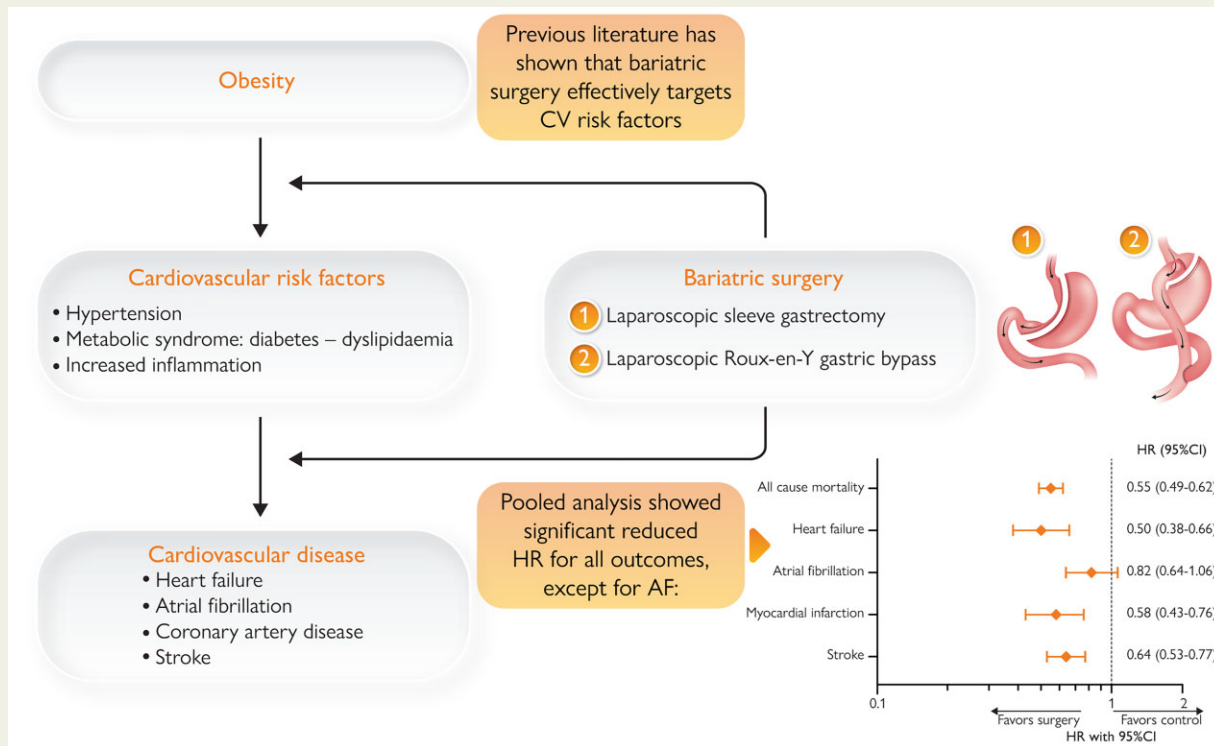 Obesity
Previous literature has
shown that bariatric
surgery effectively targets
CV risk factors
Cardiovascular risk factors
• Hypertension
• Metabolic syndrome: diabetes – dyslipidaemia
• Increased inflammation
Bariatric surgery
1 Laparoscopic sleeve gastrectomy
2 Laparoscopic Roux-en-Y gastric bypass
1
2
Cardiovascular disease
• Heart failure
• Atrial fibrillation
• Coronary artery disease
• Stroke
Pooled analysis showed
significant reduced
HR for all outcomes,
except for AF:
HR (95%CI)
All cause mortality 0.55 (0.49-0.62)
Heart failure 0.50 (0.38-0.66)
Atrial fibrillation 0.82 (0.64-1.06)
Myocardial infarction 0.58 (0.43-0.76)
Stroke 0.64 (0.53-0.77)
0.1 1 2
Favors surgery Favors control
HR with 95%CI